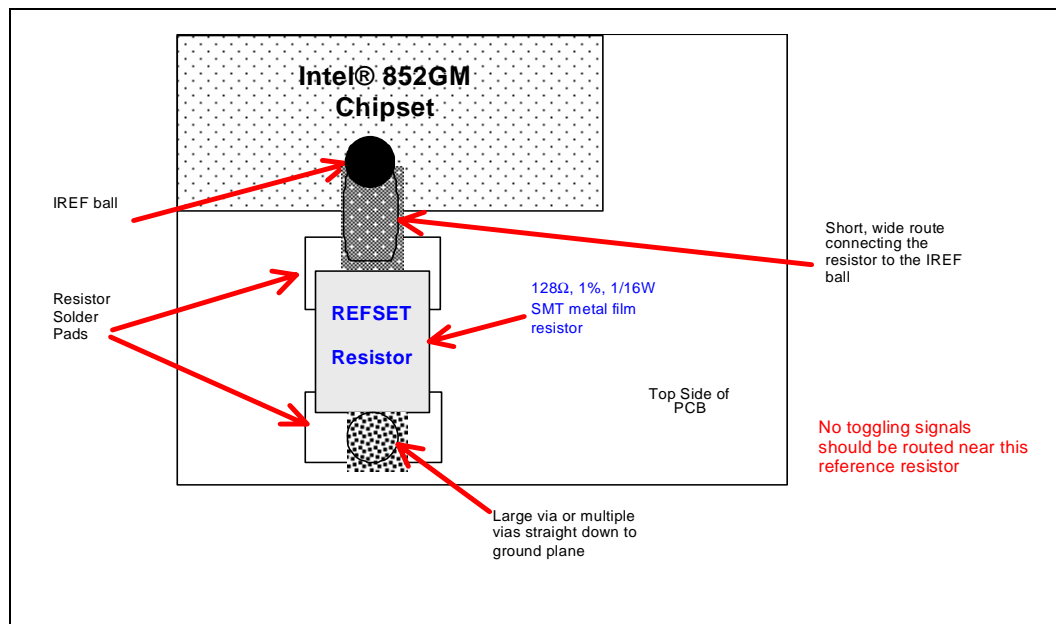 Intel® 852GM
Chipset
IREF ball
Short, wide route
connecting the
resistor to the IREF
ball
Resistor
Solder
Pads
REFSET
Resistor
128Ω, 1%, 1/16W
SMT metal film
resistor
Top Side of
PCB
No toggling signals
should be routed near this
reference resistor
Large via or multiple
vias straight down to
ground plane